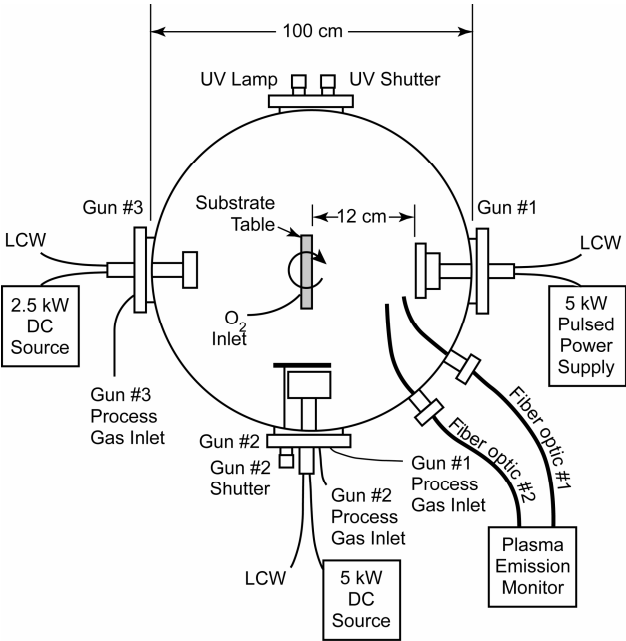 100 cm
UV Lamp
UV Shutter
Gun #3
Substrate
Table
12 cm
Gun #1
LCW
LCW
2.5 kW
DC
Source
O2
Inlet
5 kW
Pulsed
Power
Supply
Gun #3
Process
Gas Inlet
Fiber optic #1
Fiber optic #2
Gun #2
Gun #2
Shutter
Gun #1
Process
Gas Inlet
Gun #2
Process
Gas Inlet
LCW
5 kW
DC
Source
Plasma
Emission
Monitor